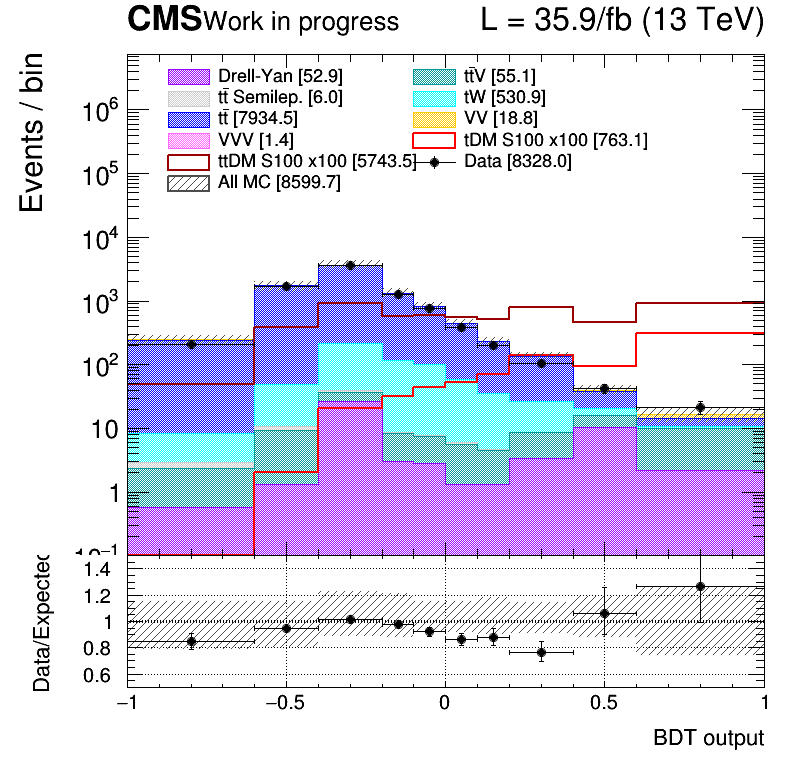 CMS Work in progress L = 35.9/fb (13 TeV)
Events / bin
Drell-Yan [52.9] tt̄V [55.1]
tt̄ Semilep. [6.0] tW [530.9]
tt̄ [7934.5] VV [18.8]
VVV [1.4] tDM S100 x100 [763.1]
ttDM S100 x100 [5743.5] Data [8328.0]
All MC [8599.7]
10⁶
10⁵
10⁴
10³
10²
10
1
10⁻¹
Data/Expected
1.4
1.2
1
0.8
0.6
−1 −0.5 0 0.5 1
BDT output